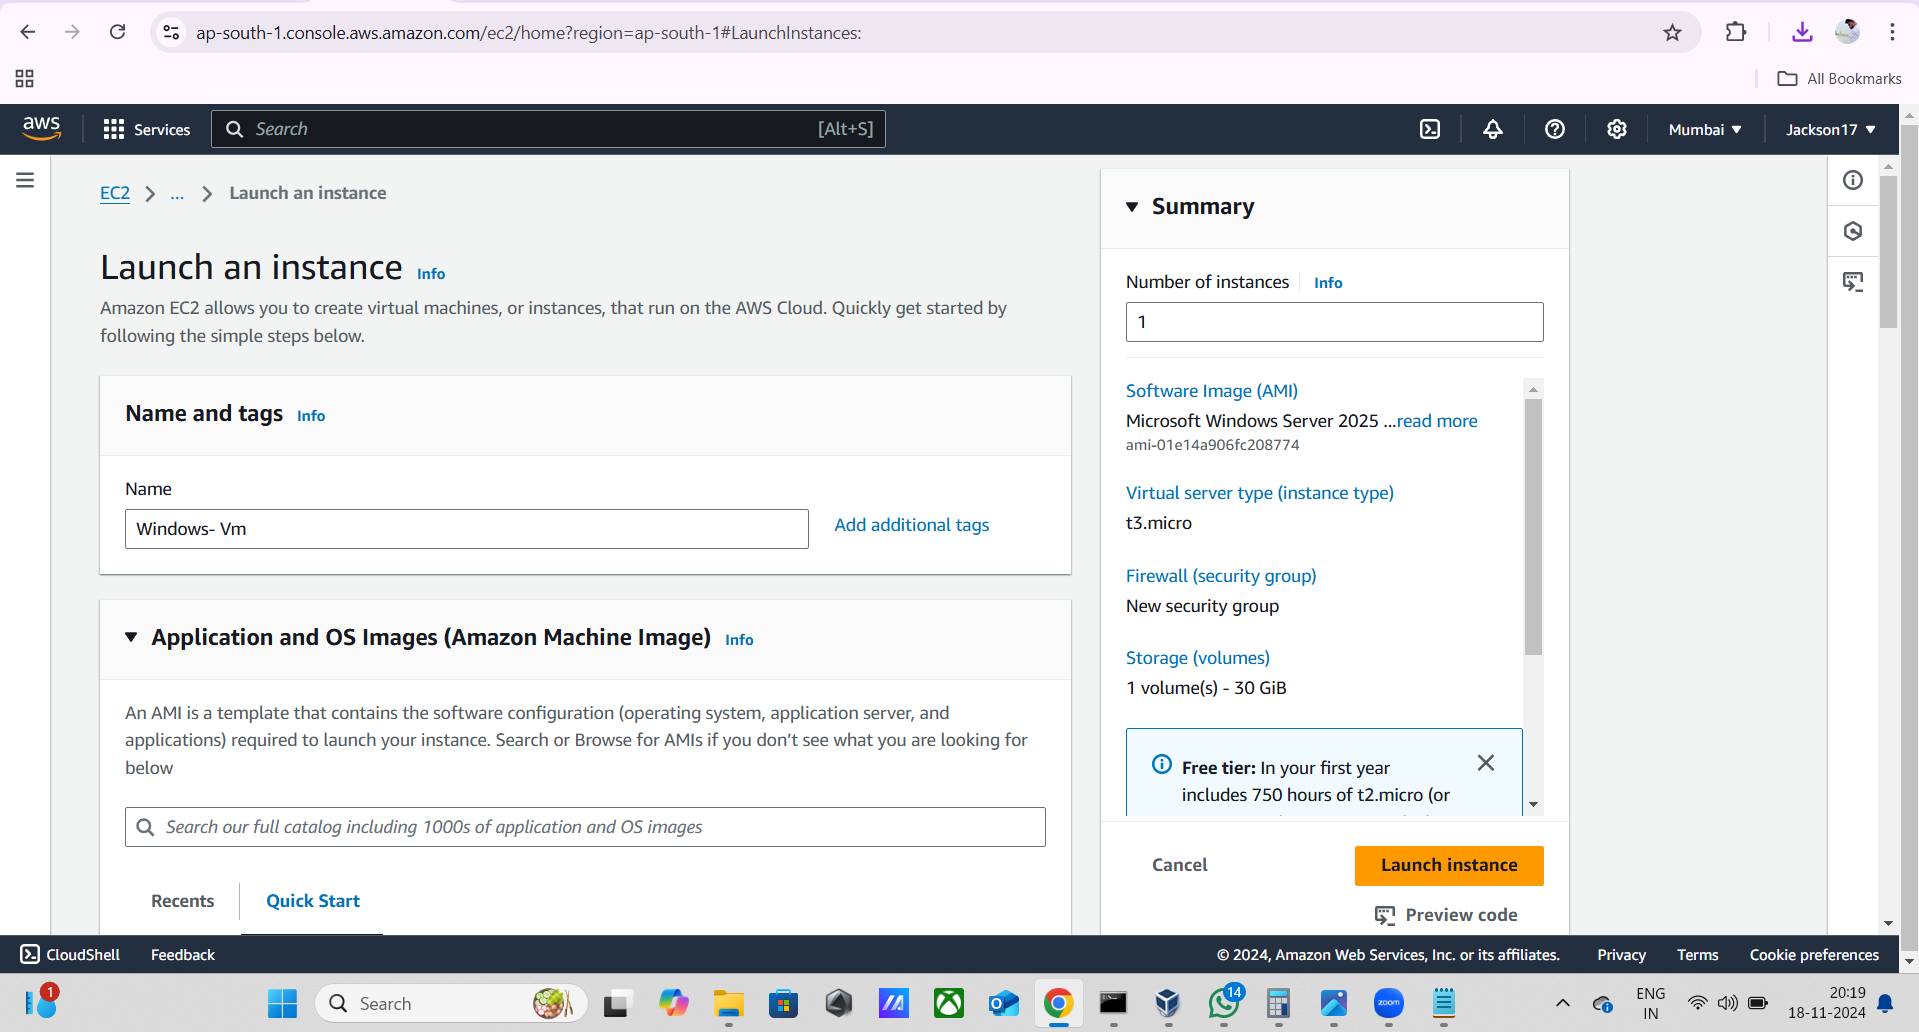 ap-south-1.console.aws.amazon.com/ec2/home?region=ap-south-1#LaunchInstances:
All Bookmarks
aws
Services
Search
[Alt+S]
Mumbai
Jackson17
EC2
...
Launch an instance
Launch an instance Info
Amazon EC2 allows you to create virtual machines, or instances, that run on the AWS Cloud. Quickly get started by
following the simple steps below.
Name and tags Info
Name
Windows- Vm
Add additional tags
Application and OS Images (Amazon Machine Image) Info
An AMI is a template that contains the software configuration (operating system, application server, and
applications) required to launch your instance. Search or Browse for AMIs if you don’t see what you are looking for
below
Search our full catalog including 1000s of application and OS images
Recents
Quick Start
Summary
Number of instances Info
1
Software Image (AMI)
Microsoft Windows Server 2025 ...read more
ami-01e14a906fc208774
Virtual server type (instance type)
t3.micro
Firewall (security group)
New security group
Storage (volumes)
1 volume(s) - 30 GiB
Free tier: In your first year
includes 750 hours of t2.micro (or
Cancel
Launch instance
Preview code
CloudShell
Feedback
© 2024, Amazon Web Services, Inc. or its affiliates.
Privacy
Terms
Cookie preferences
1
Search
14
zoom
ENG
IN
20:19
18-11-2024